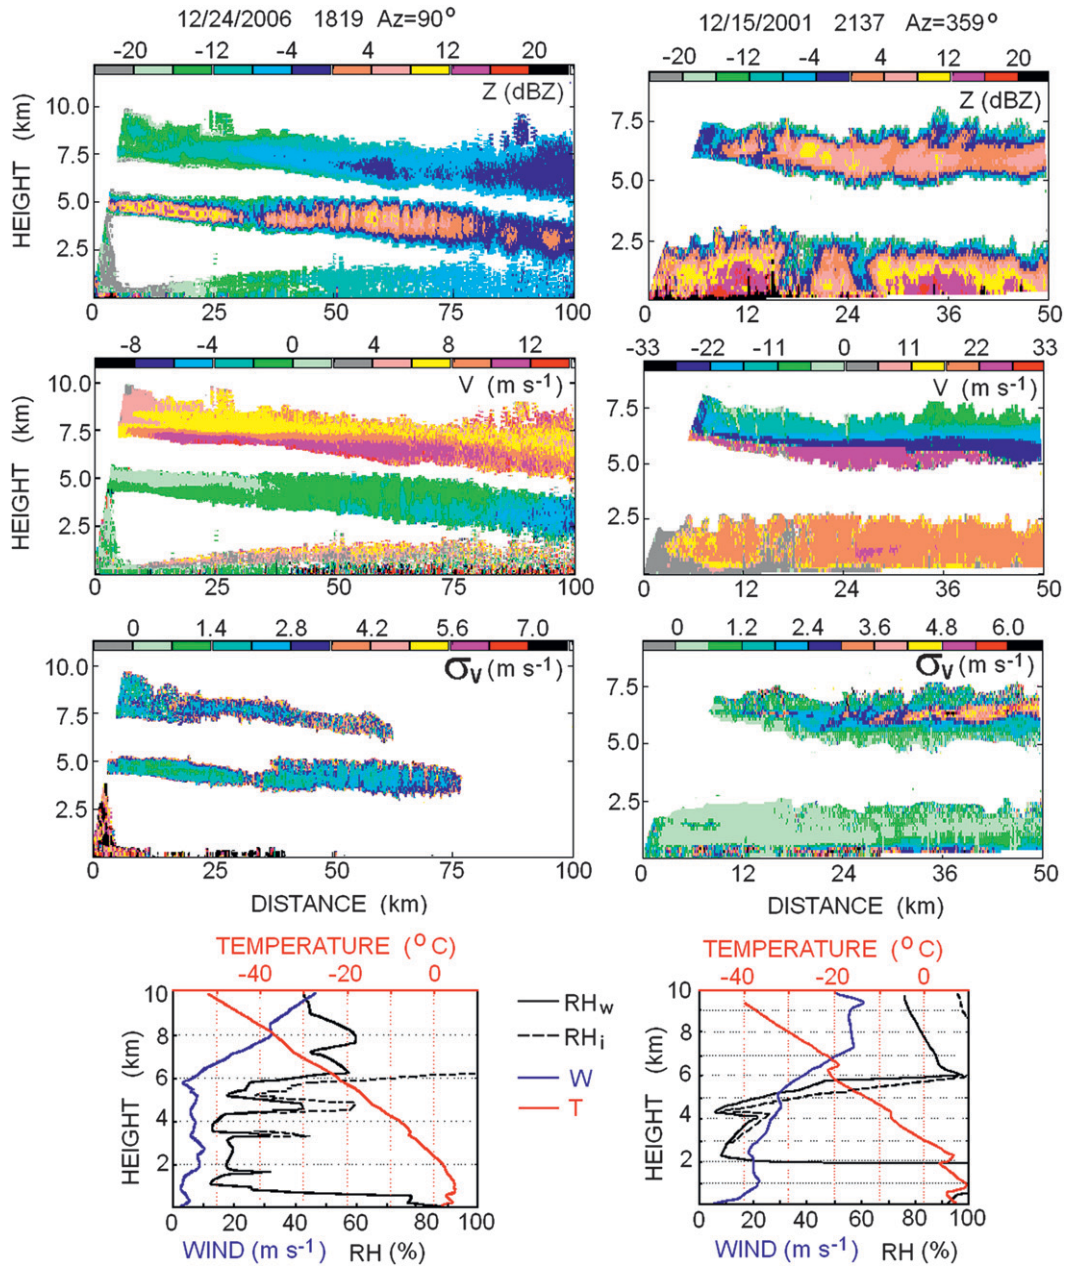 12/24/2006 1819 Az=90°
-20 -12 -4 4 12 20
Z (dBZ)
HEIGHT (km)
10.0
7.5
5.0
2.5
0 25 50 75 100
12/15/2001 2137 Az=359°
-20 -12 -4 4 12 20
Z (dBZ)
7.5
5.0
2.5
0 12 24 36 50
-8 -4 0 4 8 12
V (m s-1)
HEIGHT (km)
10.0
7.5
5.0
2.5
0 25 50 75 100
-33 -22 -11 0 11 22 33
V (m s-1)
7.5
5.0
2.5
0 12 24 36 50
0 1.4 2.8 4.2 5.6 7.0
σv (m s-1)
10.0
7.5
5.0
2.5
0 25 50 75 100
DISTANCE (km)
0 1.2 2.4 3.6 4.8 6.0
σv (m s-1)
7.5
5.0
2.5
0 12 24 36 50
DISTANCE (km)
TEMPERATURE (°C)
-40 -20 0
HEIGHT (km)
10
8
6
4
2
0 20 40 60 80 100
WIND (m s-1) RH (%)
RHw
RHi
W
T
TEMPERATURE (°C)
-40 -20 0
HEIGHT (km)
10
8
6
4
2
0 20 40 60 80 100
WIND (m s-1) RH (%)